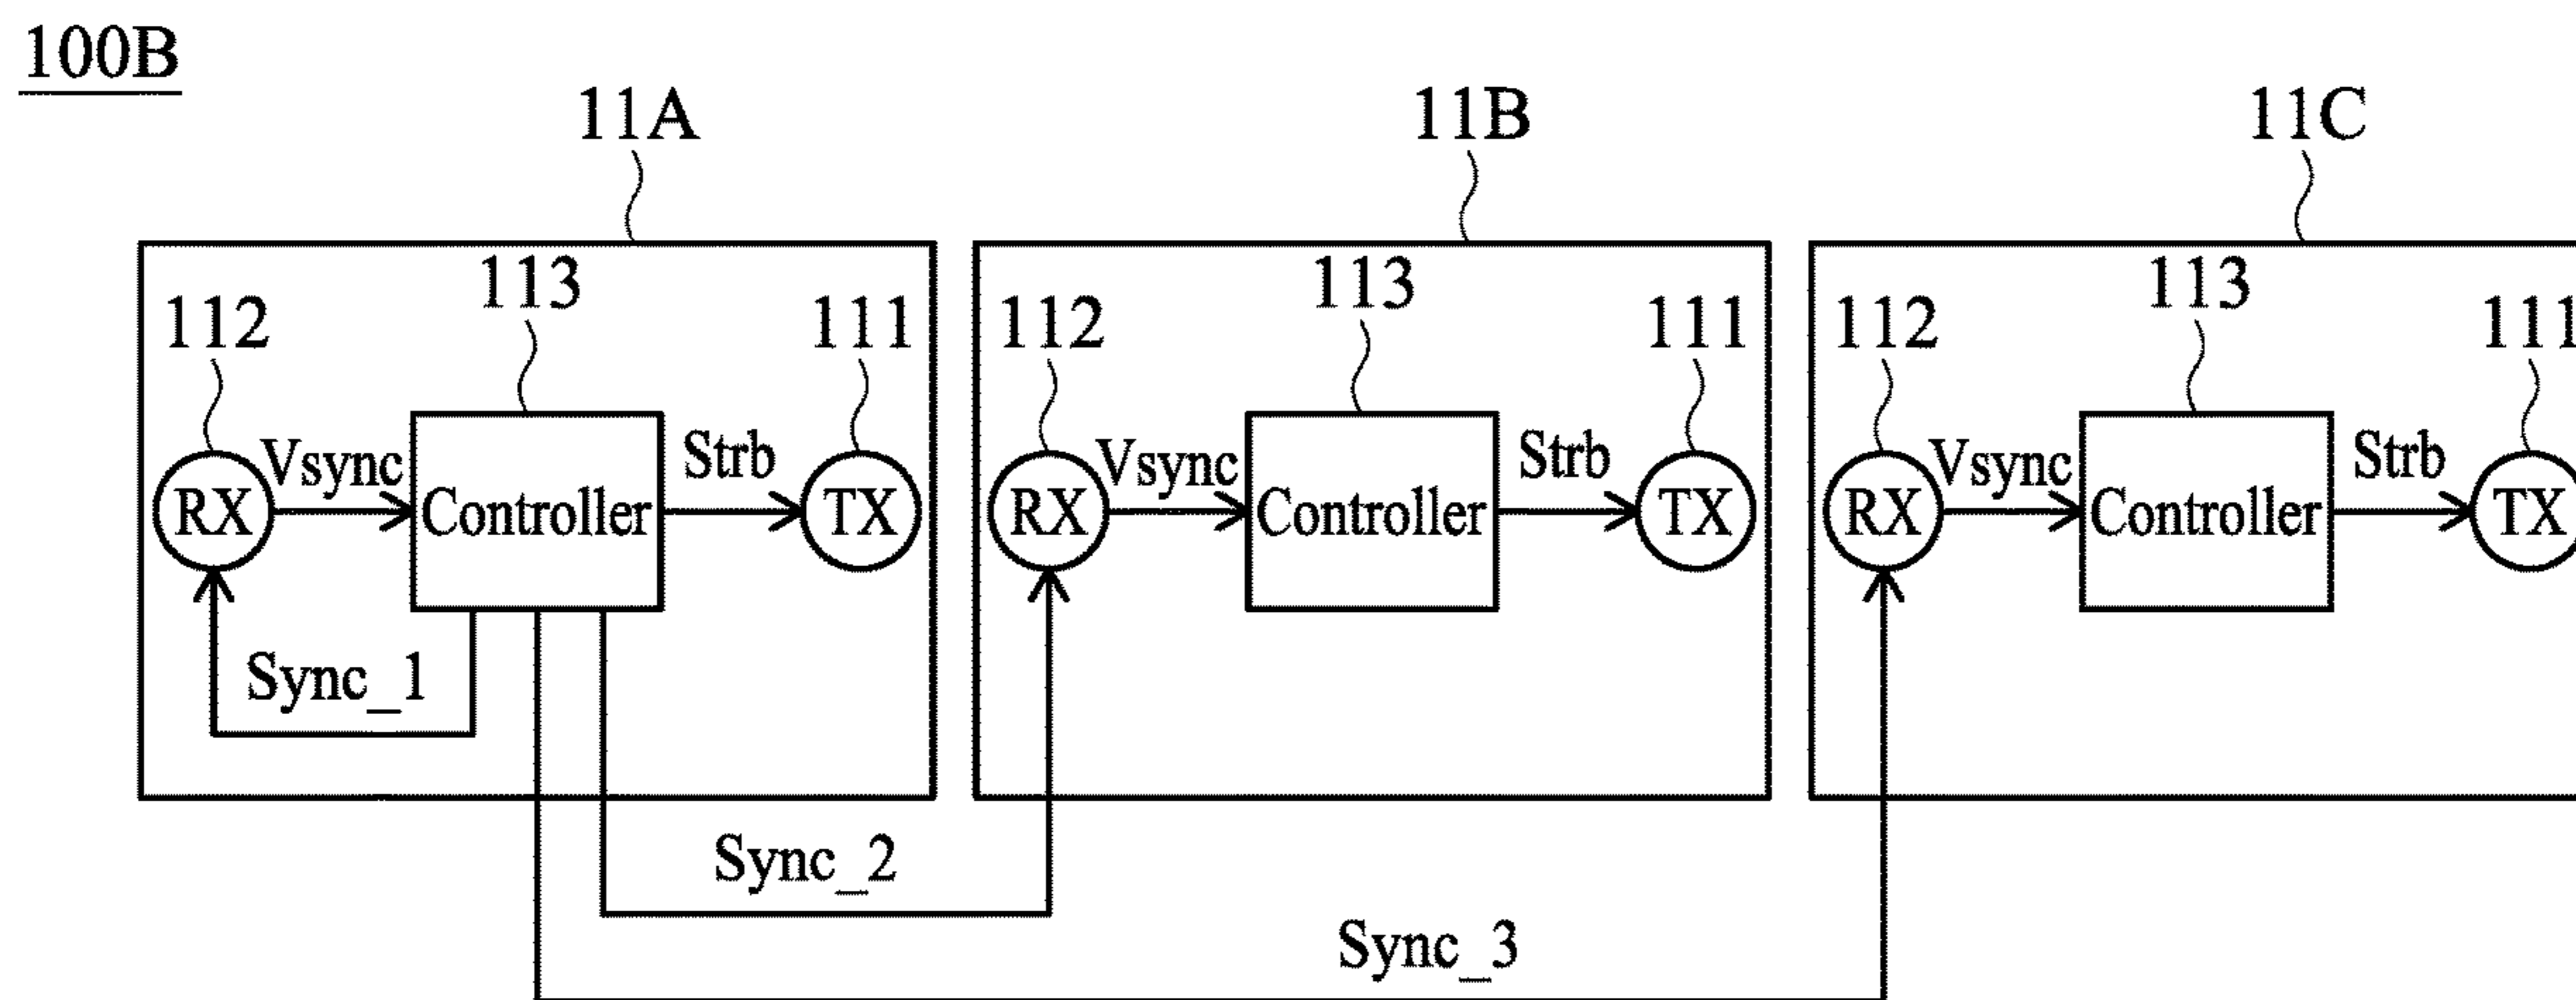 100B
11A 11B 11C
113 113 113
112 111 112 111 112 111
Vsync Strb Vsync Strb Vsync Strb
RX Controller TX RX Controller TX RX Controller TX
Sync_1
Sync_2
Sync_3